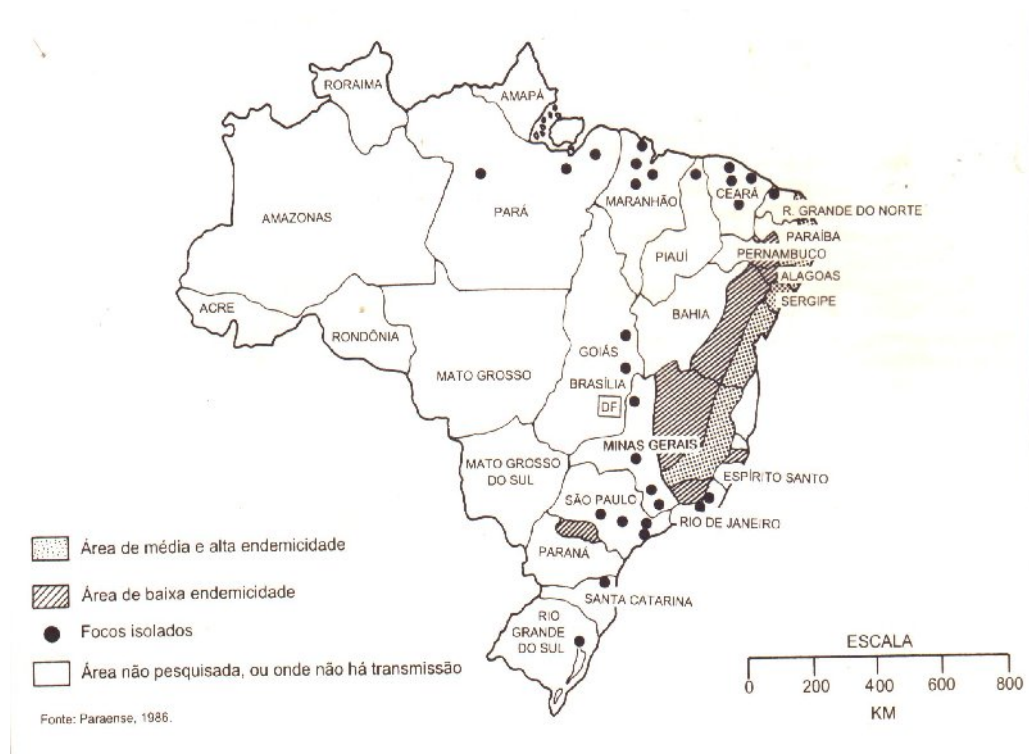 RORAIMA
AMAPÁ
AMAZONAS
PARÁ
MARANHÃO
CEARÁ
R. GRANDE DO NORTE
PARAÍBA
PIAUÍ
PERNAMBUCO
ALAGOAS
ACRE
SERGIPE
BAHIA
RONDÔNIA
GOIÁS
MATO GROSSO
BRASÍLIA
DF
MINAS GERAIS
MATO GROSSO
DO SUL
ESPÍRITO SANTO
SÃO PAULO
RIO DE JANEIRO
PARANÁ
SANTA CATARINA
RIO
GRANDE
DO SUL
Área de média e alta endemicidade
Área de baixa endemicidade
Focos isolados
Área não pesquisada, ou onde não há transmissão
Fonte: Paraense, 1986.
ESCALA
0 200 400 600 800
KM